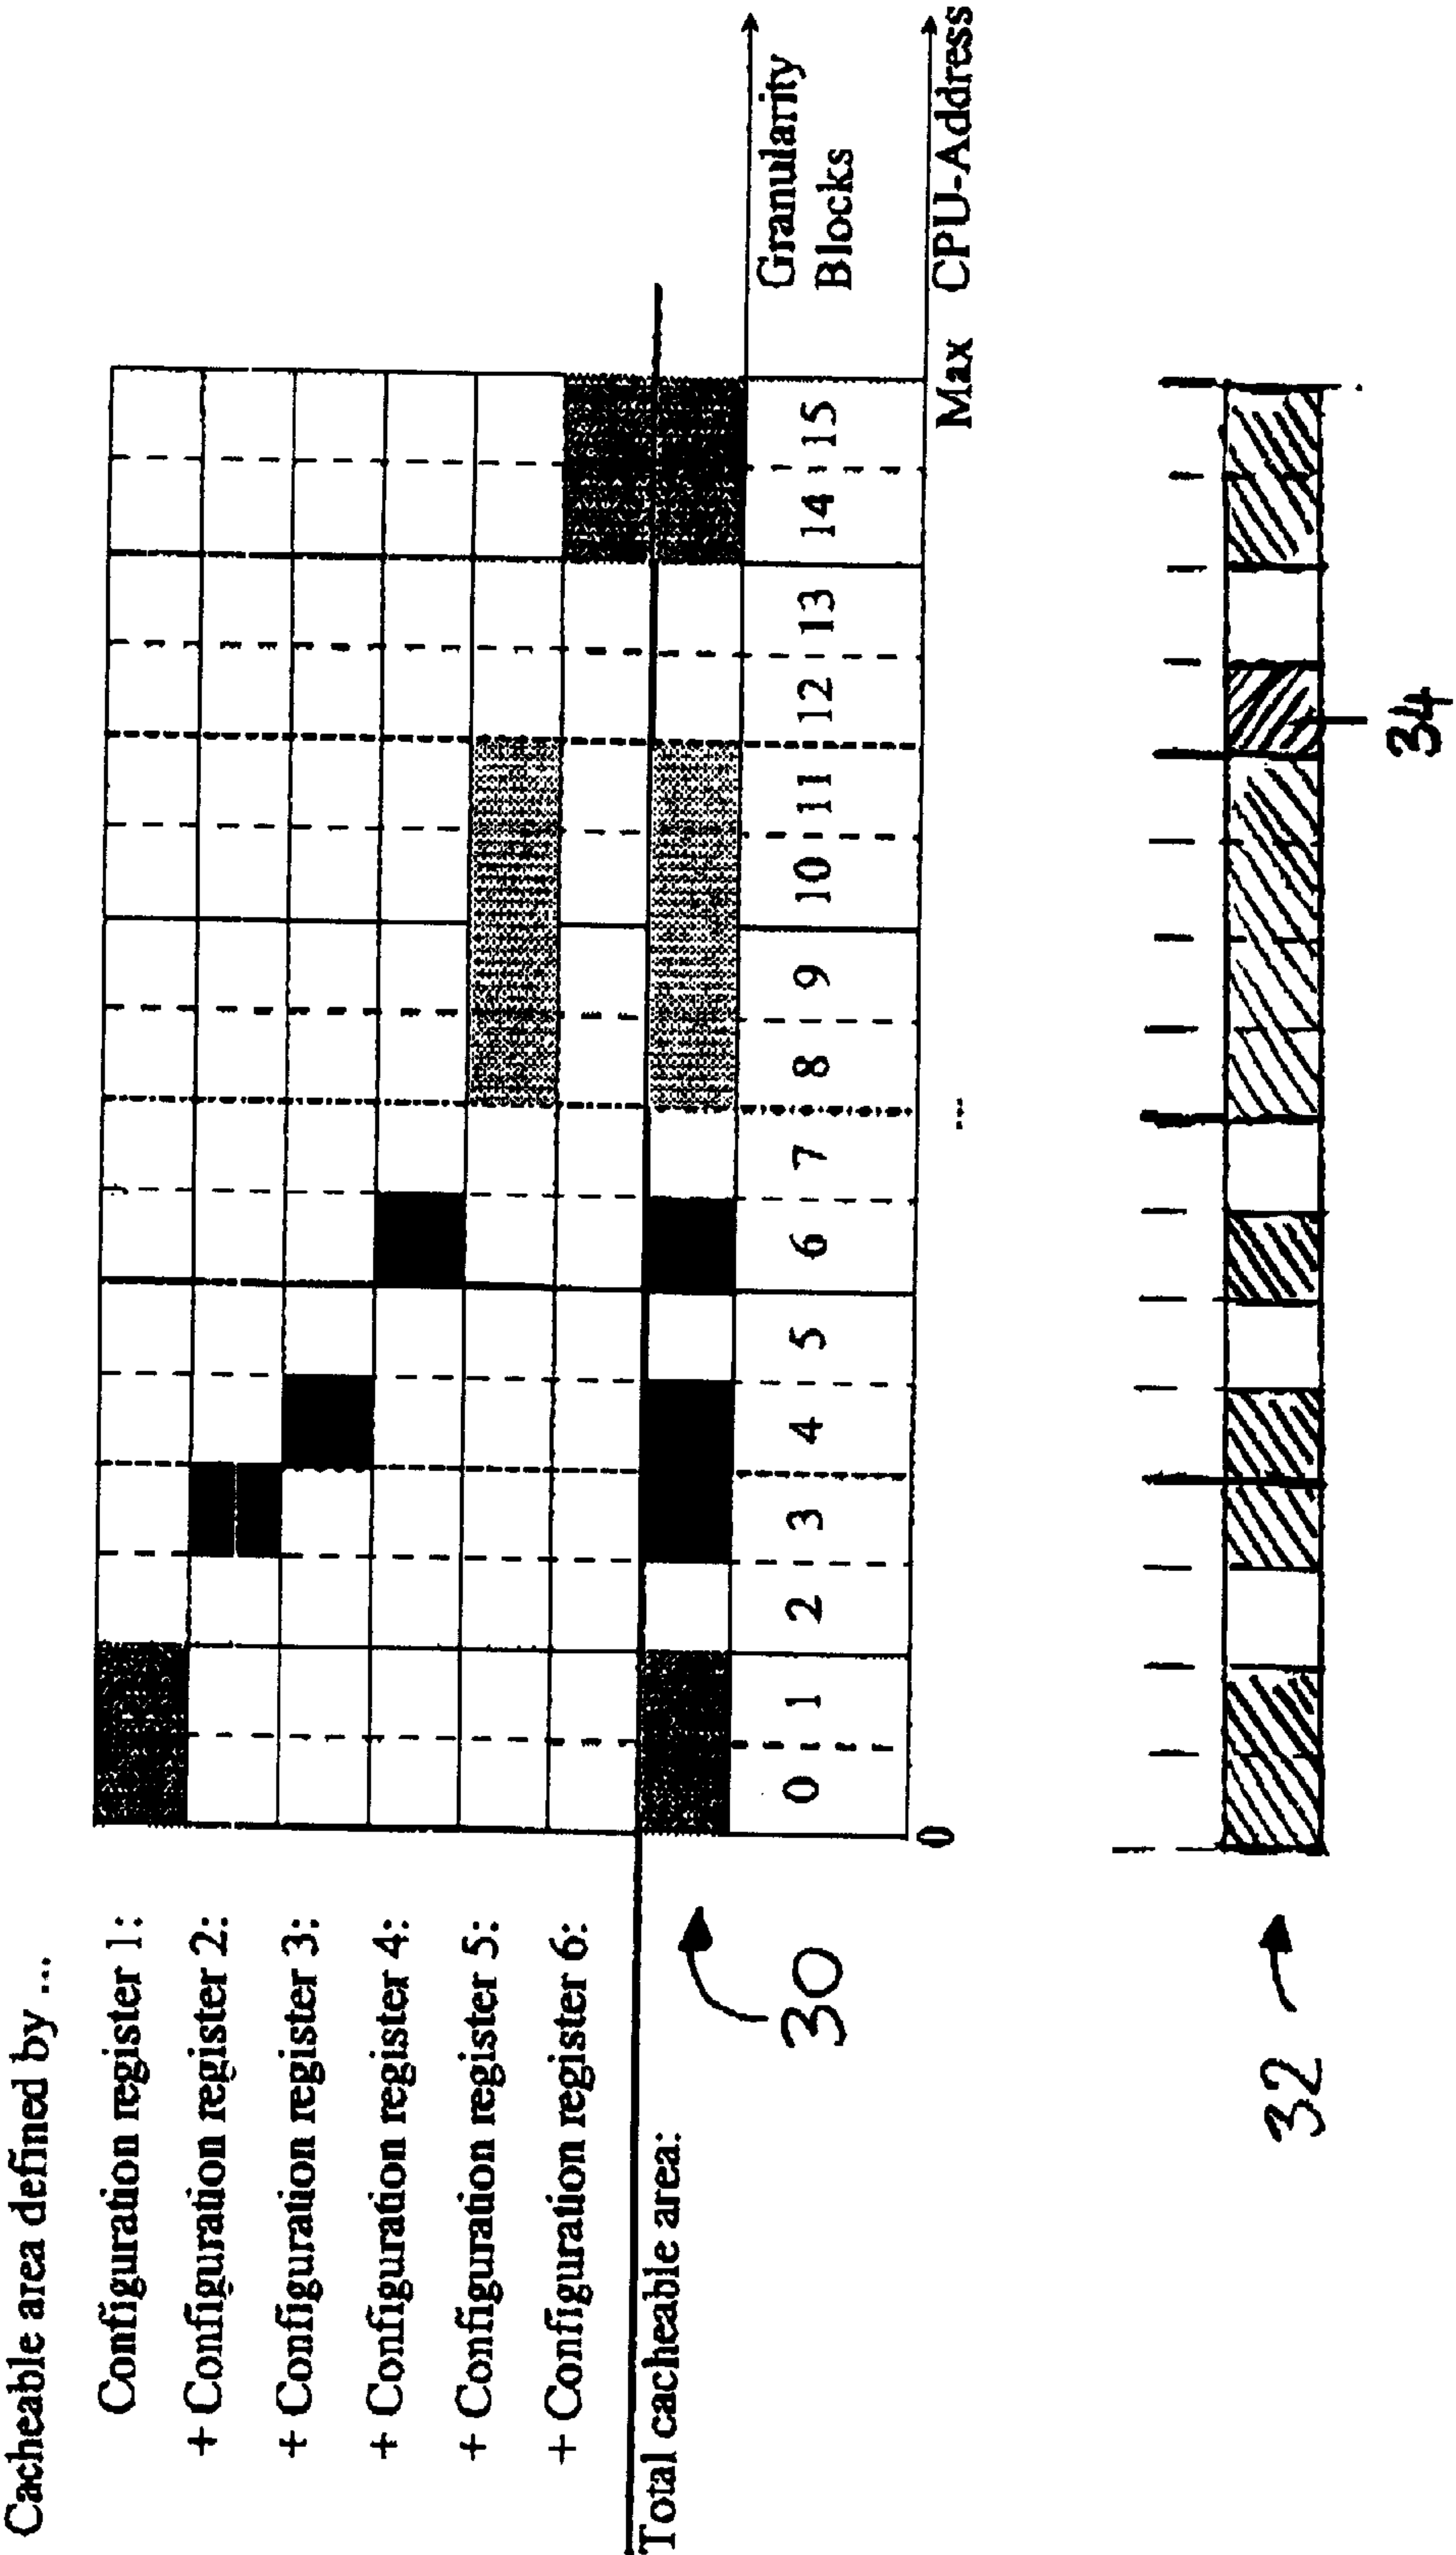 Cacheable area defined by ...
Configuration register 1:
+ Configuration register 2:
+ Configuration register 3:
+ Configuration register 4:
+ Configuration register 5:
+ Configuration register 6:
Total cacheable area:
30
0 1 2 3 4 5 6 7 8 9 10 11 12 13 14 15
Granularity
Blocks
0 ... Max CPU-Address
32
34